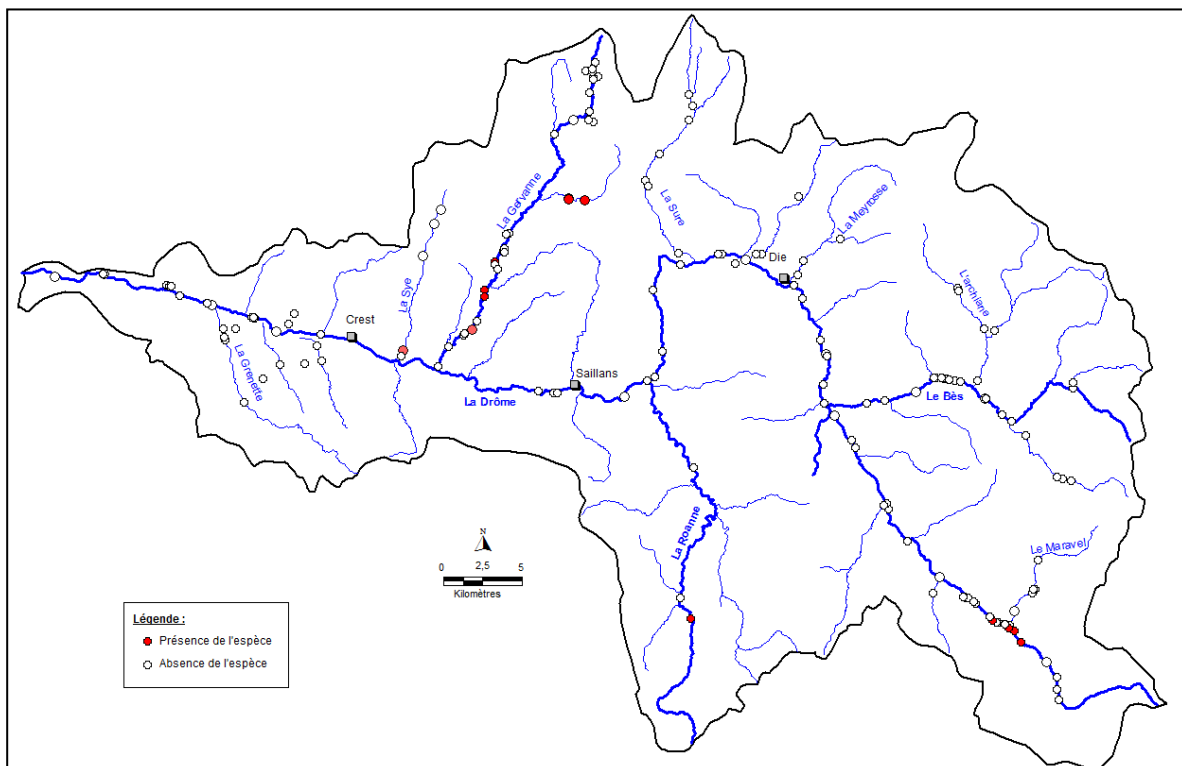 La Gervanne
La Sure
La Meyrosse
Die
L'archiane
La Sye
Crest
La Grenette
Saillans
La Drôme
Le Bès
La Roanne
Le Maravel
N
0 2,5 5
Kilomètres
Légende :
Présence de l'espèce
Absence de l'espèce